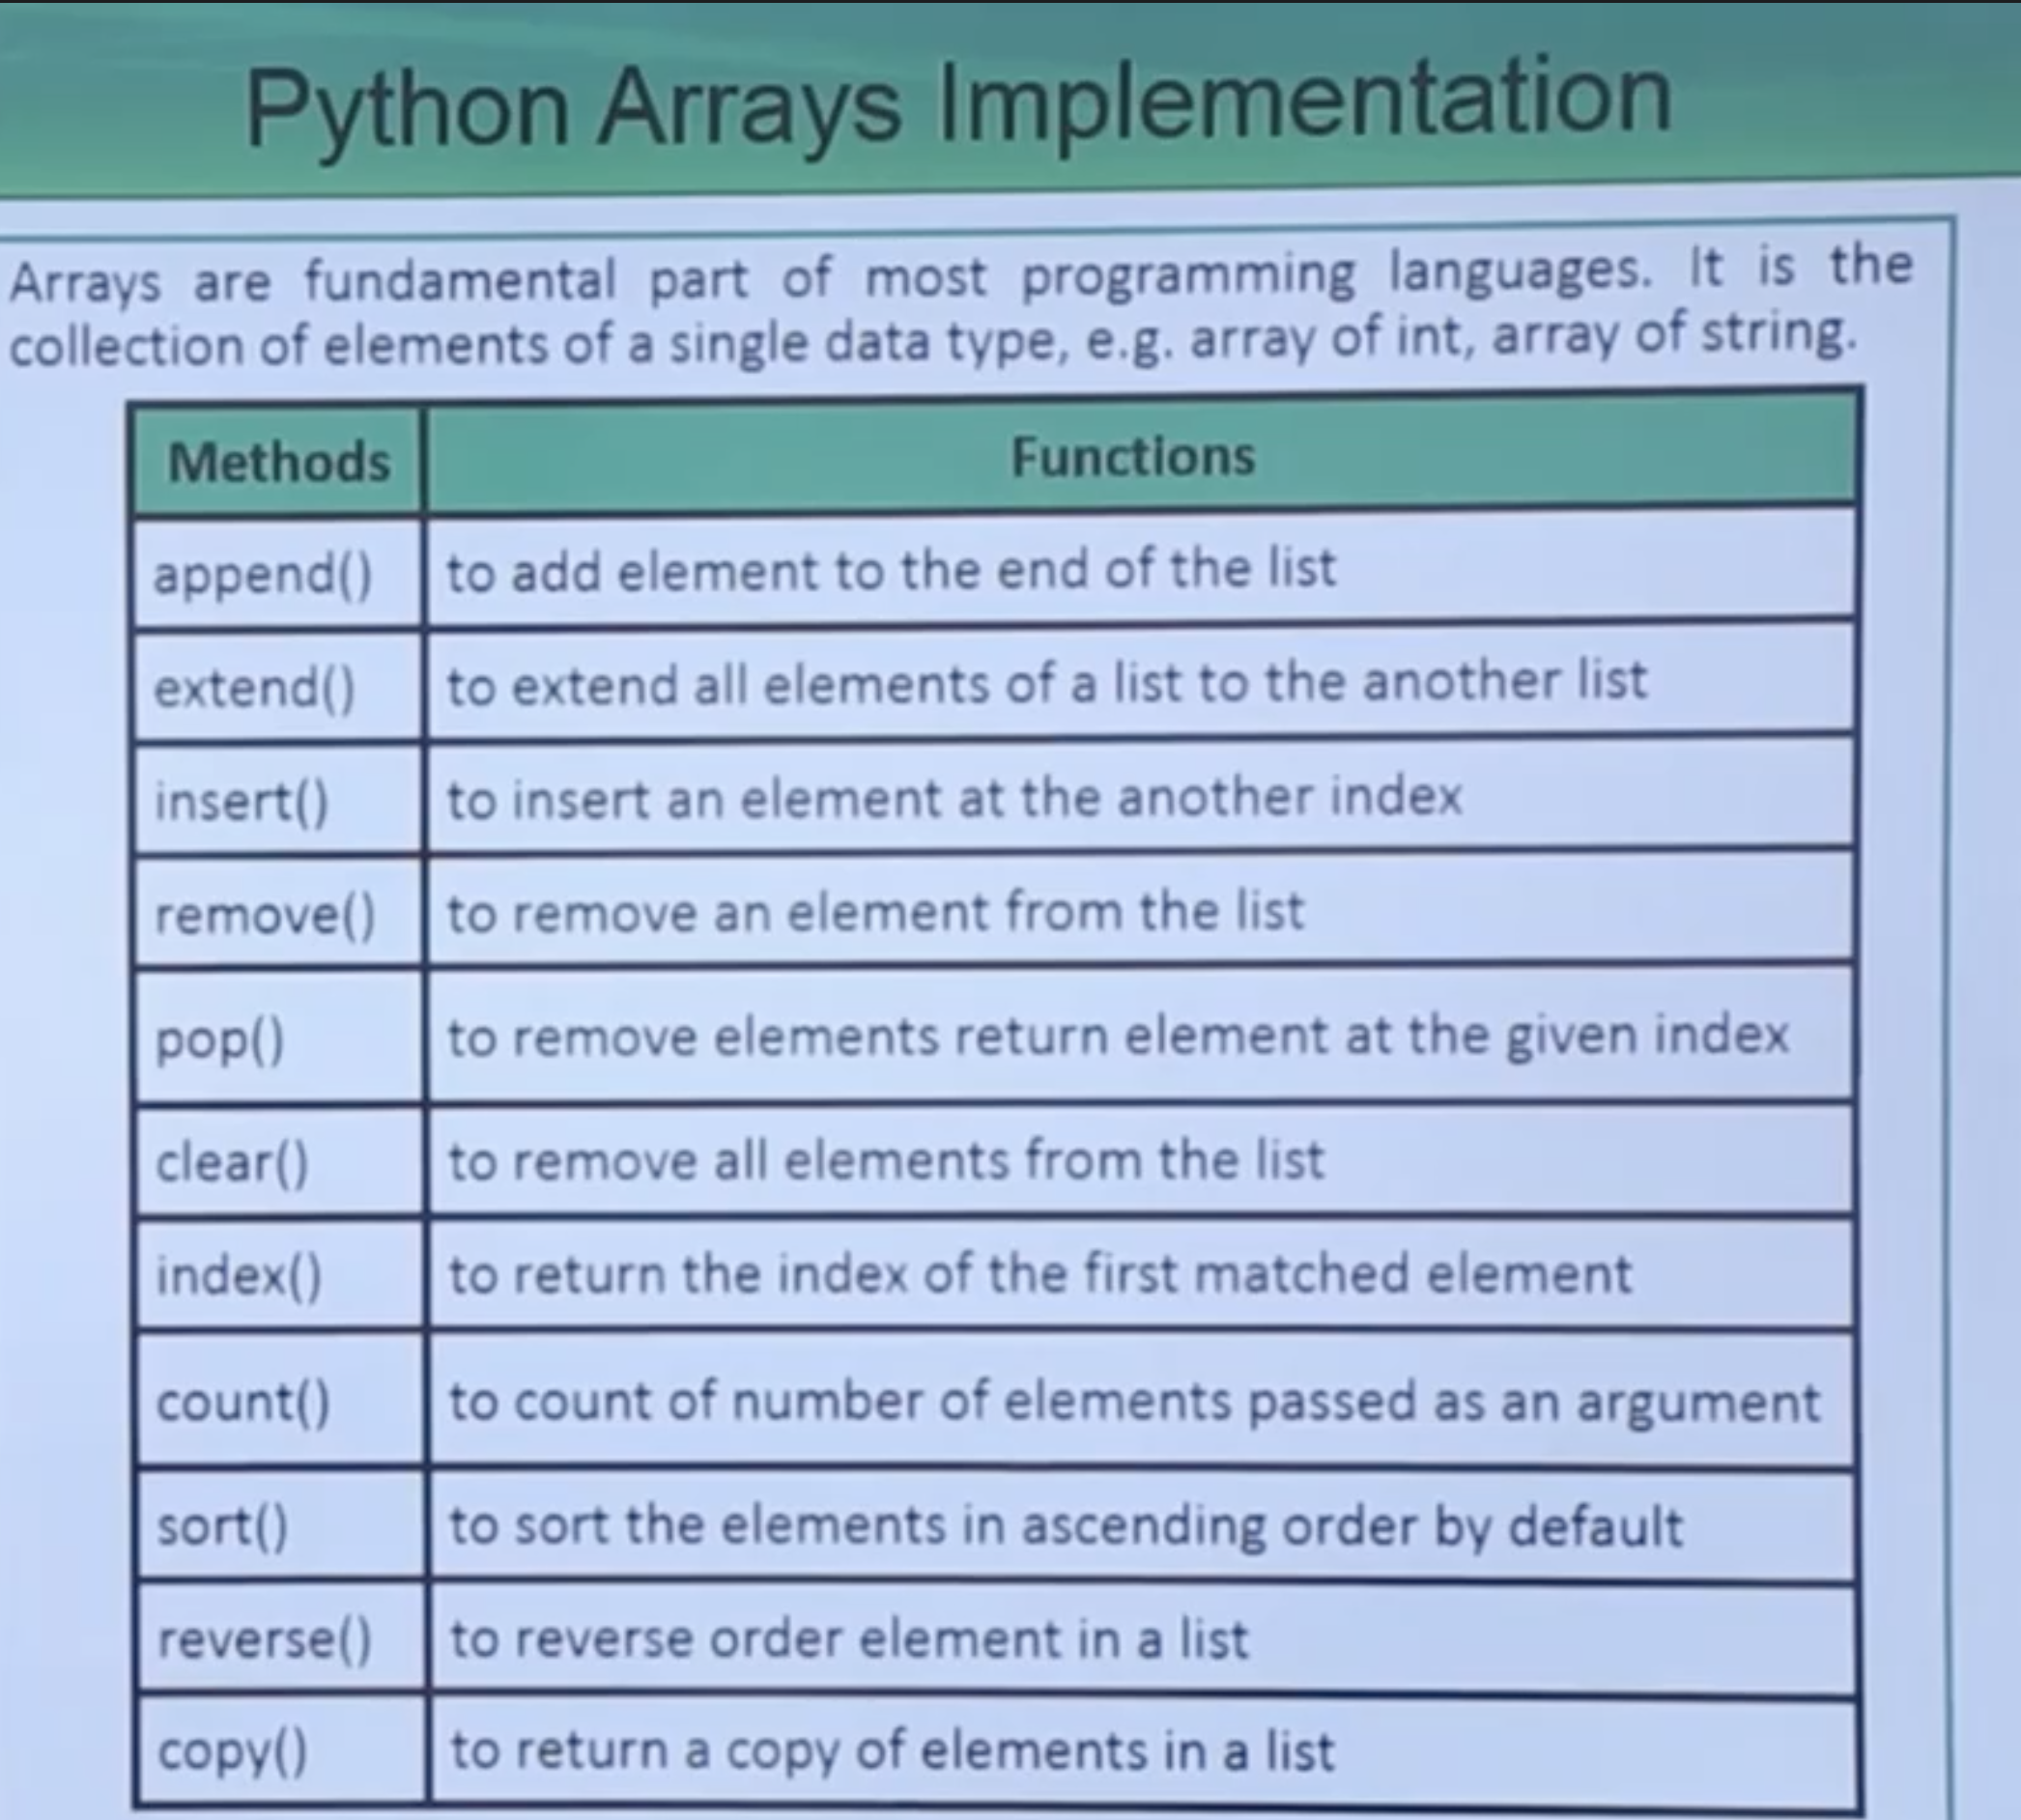 Python Arrays Implementation
Arrays are fundamental part of most programming languages. It is the
collection of elements of a single data type, e.g. array of int, array of string.
Methods Functions
append() to add element to the end of the list
extend() to extend all elements of a list to the another list
insert() to insert an element at the another index
remove() to remove an element from the list
pop() to remove elements return element at the given index
clear() to remove all elements from the list
index() to return the index of the first matched element
count() to count of number of elements passed as an argument
sort() to sort the elements in ascending order by default
reverse() to reverse order element in a list
copy() to return a copy of elements in a list